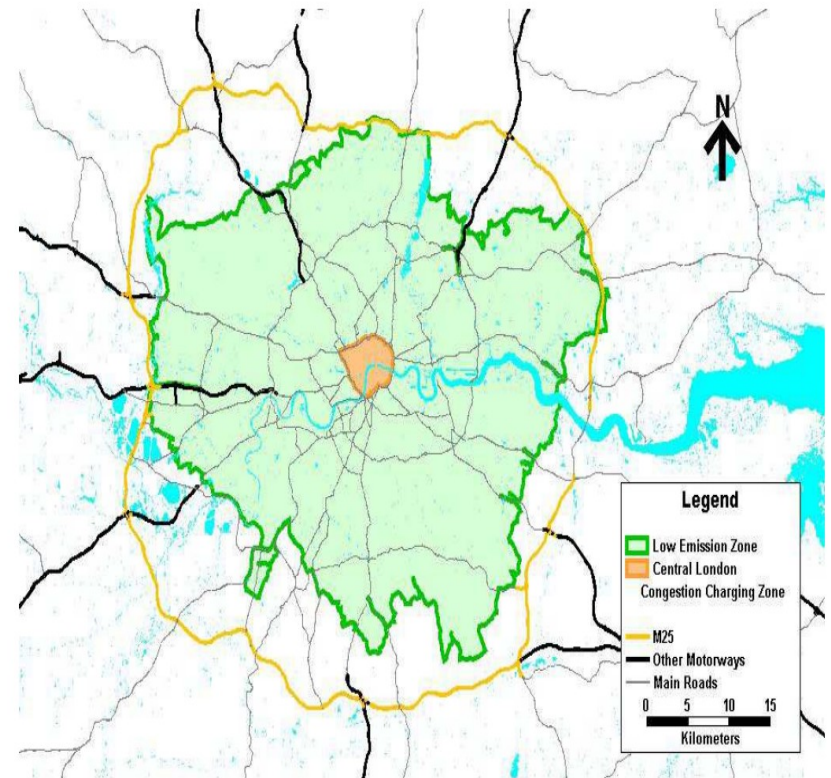 N
Legend
Low Emission Zone
Central London
Congestion Charging Zone
M25
Other Motorways
Main Roads
0 5 10 15
Kilometers